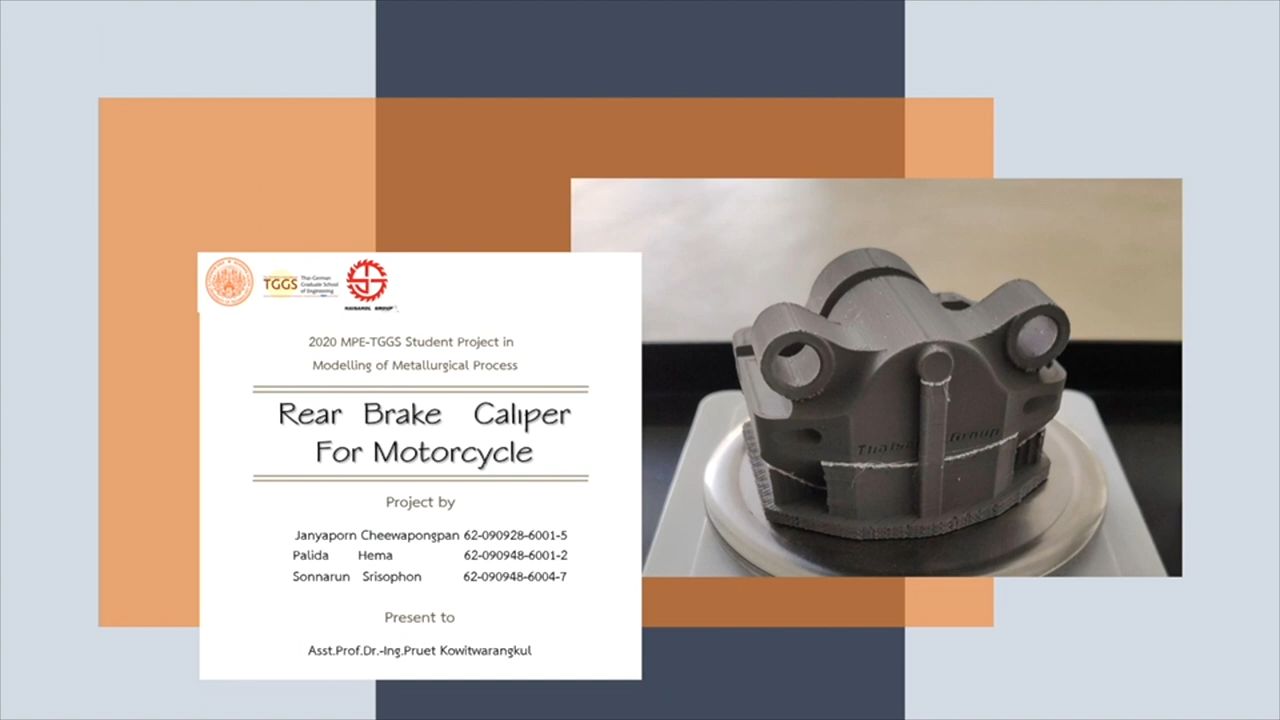 TGGS
Thai-German
Graduate School
of Engineering
2020 MPE-TGGS Student Project in
Modelling of Metallurgical Process
Rear Brake Caliper
For Motorcycle
Project by
Janyaporn Cheewapongpan 62-090928-6001-5
Palida Hema 62-090948-6001-2
Sonnarun Srisophon 62-090948-6004-7
Present to
Asst.Prof.Dr.-Ing.Pruet Kowitwarangkul
Group